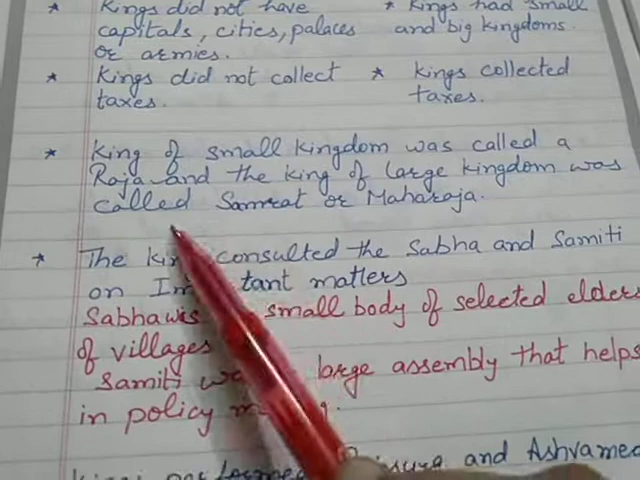 * Kings did not have * Kings had small
capitals, cities, palaces and big kingdoms.
or armies.
* Kings did not collect * Kings collected
taxes. taxes.
* King of small kingdom was called a
Raja and the king of large kingdom was
called Samrat or Maharaja.
* The consulted the Sabha and Samiti
on matters
Sabha was small body of selected elders
of villages
Samiti large assembly that helps
in policy
and Ashvamed